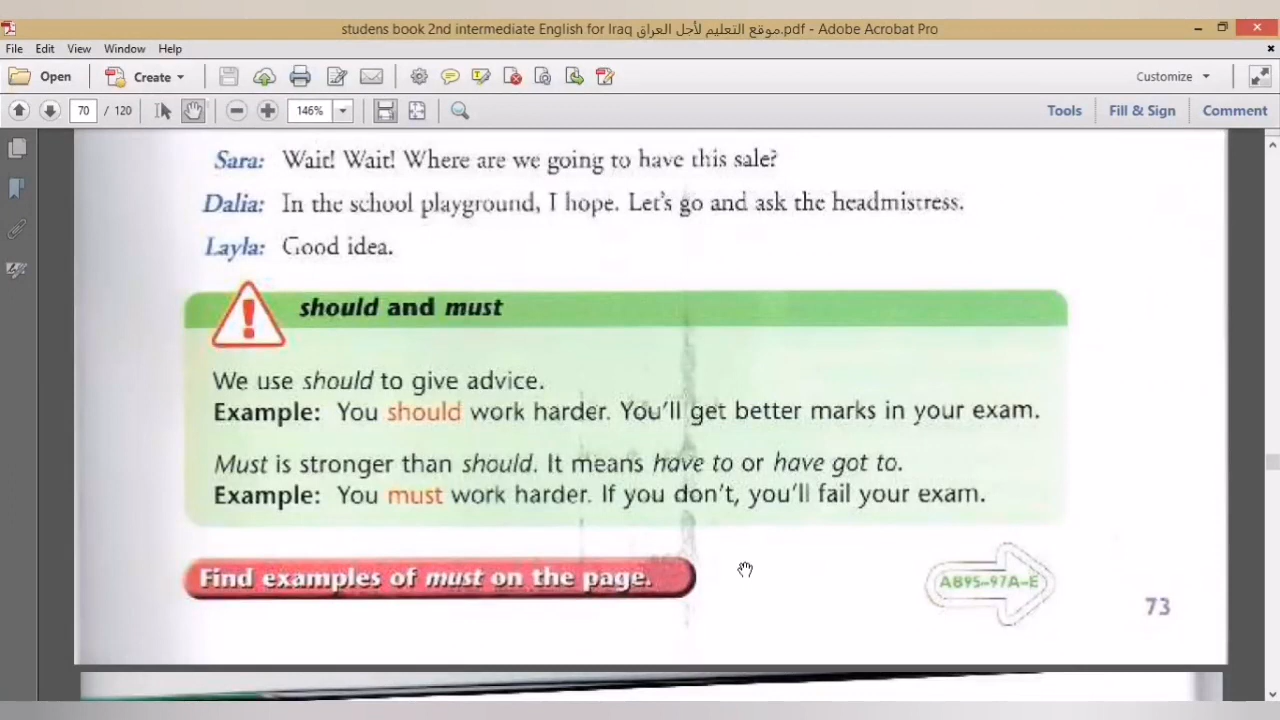 studens book 2nd intermediate English for Iraq موقع التعليم لأجل العراق.pdf - Adobe Acrobat Pro
File Edit View Window Help
Open Create Customize
70 / 120 146% Tools Fill & Sign Comment
Sara: Wait! Wait! Where are we going to have this sale?
Dalia: In the school playground, I hope. Let's go and ask the headmistress.
Layla: Good idea.
should and must
We use should to give advice.
Example: You should work harder. You'll get better marks in your exam.
Must is stronger than should. It means have to or have got to.
Example: You must work harder. If you don't, you'll fail your exam.
Find examples of must on the page.
AB95–97A–E
73